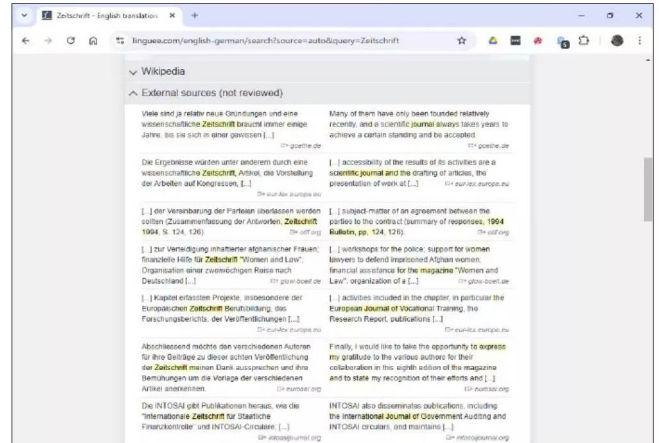 Zeitschrift - English translation
linguee.com/english-german/search?source=auto&query=Zeitschrift
Wikipedia
External sources (not reviewed)
Viele sind ja relativ neue Gründungen und eine
wissenschaftliche Zeitschrift braucht immer einige
Jahre, bis sie sich in einer gewissen [...]
goethe.de
Many of them have only been founded relatively
recently, and a scientific journal always takes years to
achieve a certain standing and be accepted
goethe.de
Die Ergebnisse würden unter anderem durch eine
wissenschaftliche Zeitschrift, Artikel, die Vorstellung
der Arbeiten auf Kongressen, [...]
eur-lex.europa.eu
[...] accessibility of the results of its activities are a
scientific journal and the drafting of articles, the
presentation of work at [...]
eur-lex.europa.eu
[...] der Vereinbarung der Parteien überlassen werden
sollten (Zusammenfassung der Antworten, Zeitschrift
1994, S. 124, 126).
otif.org
[...] subject-matter of an agreement between the
parties to the contract (summary of responses, 1994
Bulletin, pp. 124, 126).
otif.org
[...] zur Verteidigung inhaftierter afghanischer Frauen;
finanzielle Hilfe für Zeitschrift "Women and Law";
Organisation einer zweiwöchigen Reise nach
Deutschland [...]
gtow-boell.de
[...] workshops for the police; support for women
lawyers to defend imprisoned Afghan women;
financial assistance for the magazine "Women and
Law", organization of a [...]
gtow-boell.de
[...] Kapitel erfassten Projekte, insbesondere der
Europäischen Zeitschrift Berufsbildung, das
Forschungsberichts, der Veröffentlichungen [...]
eur-lex.europa.eu
[...] activities included in the chapter, in particular the
European Journal of Vocational Training, the
Research Report, publications [...]
eur-lex.europa.eu
Abschliessend möchte den verschiedenen Autoren
für ihre Beiträge zu dieser achten Veröffentlichung
der Zeitschrift meinen Dank aussprechen und ihre
Bemühungen um die Vorlage der verschiedenen
Artikel anerkennen.
eurosai.org
Finally, I would like to take the opportunity to express
my gratitude to the various authors for their
collaboration in this eighth edition of the magazine
and to state my recognition of their efforts and [...]
eurosai.org
Die INTOSAI gibt Publikationen heraus, wie die
"Internationale Zeitschrift für Staatliche
Finanzkontrolle" und INTOSAI-Circulare, [...]
intosaijournal.org
INTOSAI also disseminates publications, including
the International Journal of Government Auditing and
INTOSAI circulars, and maintains [...]
intosaijournal.org